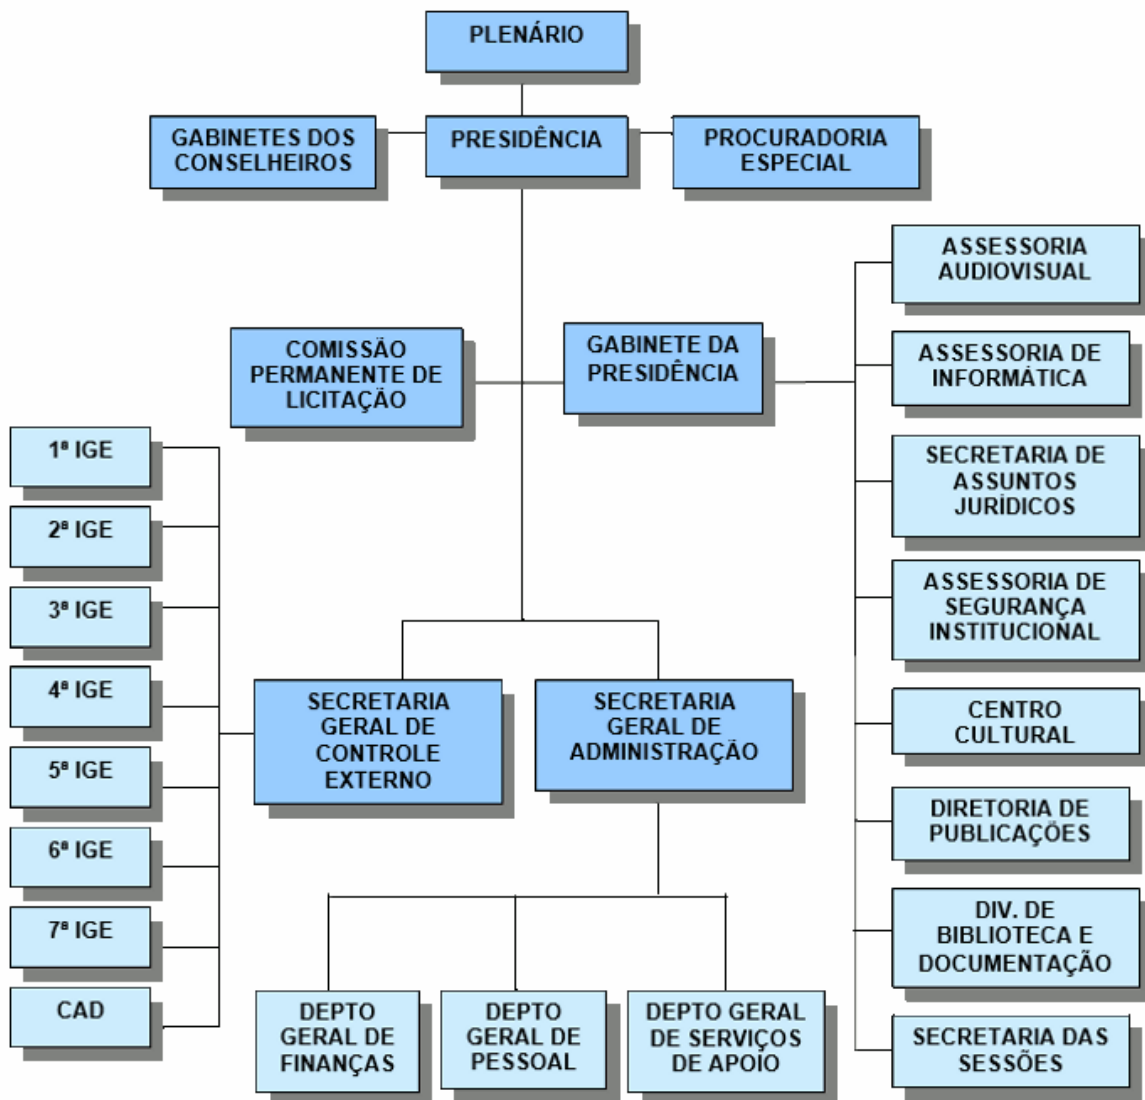 PLENÁRIO
GABINETES DOS
CONSELHEIROS
PRESIDÊNCIA
PROCURADORIA
ESPECIAL
ASSESSORIA
AUDIOVISUAL
COMISSÃO
PERMANENTE DE
LICITAÇÃO
GABINETE DA
PRESIDÊNCIA
ASSESSORIA DE
INFORMÁTICA
SECRETARIA DE
ASSUNTOS
JURÍDICOS
ASSESSORIA DE
SEGURANÇA
INSTITUCIONAL
CENTRO
CULTURAL
DIRETORIA DE
PUBLICAÇÕES
DIV. DE
BIBLIOTECA E
DOCUMENTAÇÃO
SECRETARIA DAS
SESSÕES
1ª IGE
2ª IGE
3ª IGE
4ª IGE
5ª IGE
6ª IGE
7ª IGE
CAD
SECRETARIA
GERAL DE
CONTROLE
EXTERNO
SECRETARIA
GERAL DE
ADMINISTRAÇÃO
DEPTO
GERAL DE
FINANÇAS
DEPTO
GERAL DE
PESSOAL
DEPTO GERAL
DE SERVIÇOS
DE APOIO